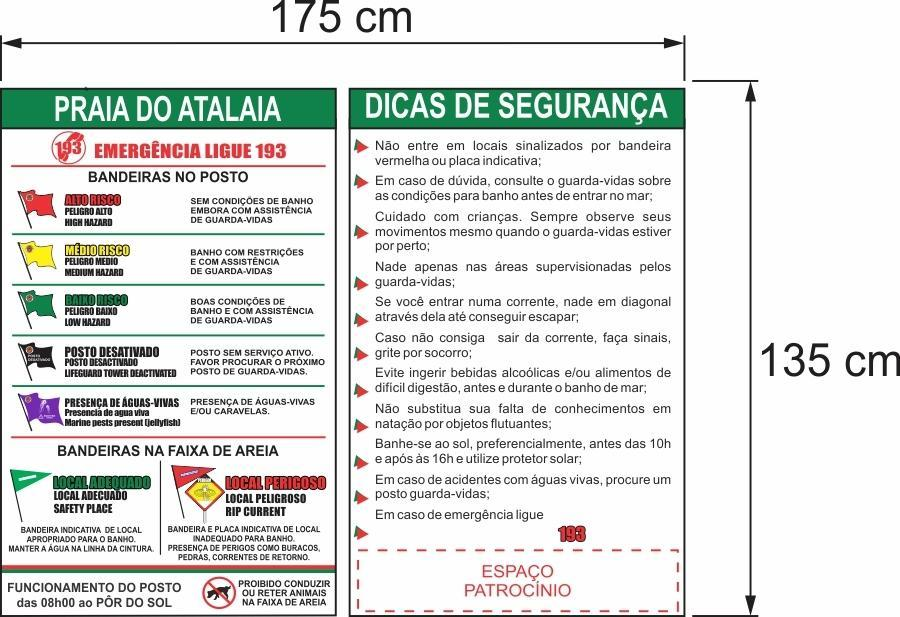 175 cm
PRAIA DO ATALAIA
193 EMERGÊNCIA LIGUE 193
BANDEIRAS NO POSTO
ALTO RISCO
PELIGRO ALTO
HIGH HAZARD
SEM CONDIÇÕES DE BANHO
EMBORA COM ASSISTÊNCIA
DE GUARDA-VIDAS
MÉDIO RISCO
PELIGRO MEDIO
MEDIUM HAZARD
BANHO COM RESTRIÇÕES
E COM ASSISTÊNCIA
DE GUARDA-VIDAS
BAIXO RISCO
PELIGRO BAIXO
LOW HAZARD
BOAS CONDIÇÕES DE
BANHO E COM ASSISTÊNCIA
DE GUARDA-VIDAS
POSTO DESATIVADO
POSTO DESACTIVADO
LIFEGUARD TOWER DEACTIVATED
POSTO SEM SERVIÇO ATIVO.
FAVOR PROCURAR O PRÓXIMO
POSTO DE GUARDA-VIDAS.
PRESENÇA DE ÁGUAS-VIVAS
Presencia de agua viva
Marine pests present (jellyfish)
PRESENÇA DE ÁGUAS-VIVAS
E/OU CARAVELAS.
BANDEIRAS NA FAIXA DE AREIA
LOCAL ADEQUADO
LOCAL ADECUADO
SAFETY PLACE
BANDEIRA INDICATIVA DE LOCAL
APROPRIADO PARA O BANHO.
MANTER A ÁGUA NA LINHA DA CINTURA.
LOCAL PERIGOSO
LOCAL PELIGROSO
RIP CURRENT
BANDEIRA E PLACA INDICATIVA DE LOCAL
INADEQUADO PARA BANHO.
PRESENÇA DE PERIGOS COMO BURACOS,
PEDRAS, CORRENTES DE RETORNO.
FUNCIONAMENTO DO POSTO
das 08h00 ao PÔR DO SOL
PROIBIDO CONDUZIR
OU RETER ANIMAIS
NA FAIXA DE AREIA
DICAS DE SEGURANÇA
Não entre em locais sinalizados por bandeira
vermelha ou placa indicativa;
Em caso de dúvida, consulte o guarda-vidas sobre
as condições para banho antes de entrar no mar;
Cuidado com crianças. Sempre observe seus
movimentos mesmo quando o guarda-vidas estiver
por perto;
Nade apenas nas áreas supervisionadas pelos
guarda-vidas;
Se você entrar numa corrente, nade em diagonal
através dela até conseguir escapar;
Caso não consiga sair da corrente, faça sinais,
grite por socorro;
Evite ingerir bebidas alcoólicas e/ou alimentos de
difícil digestão, antes e durante o banho de mar;
Não substitua sua falta de conhecimentos em
natação por objetos flutuantes;
Banhe-se ao sol, preferencialmente, antes das 10h
e após às 16h e utilize protetor solar;
Em caso de acidentes com águas vivas, procure um
posto guarda-vidas;
Em caso de emergência ligue
193
ESPAÇO
PATROCÍNIO
135 cm